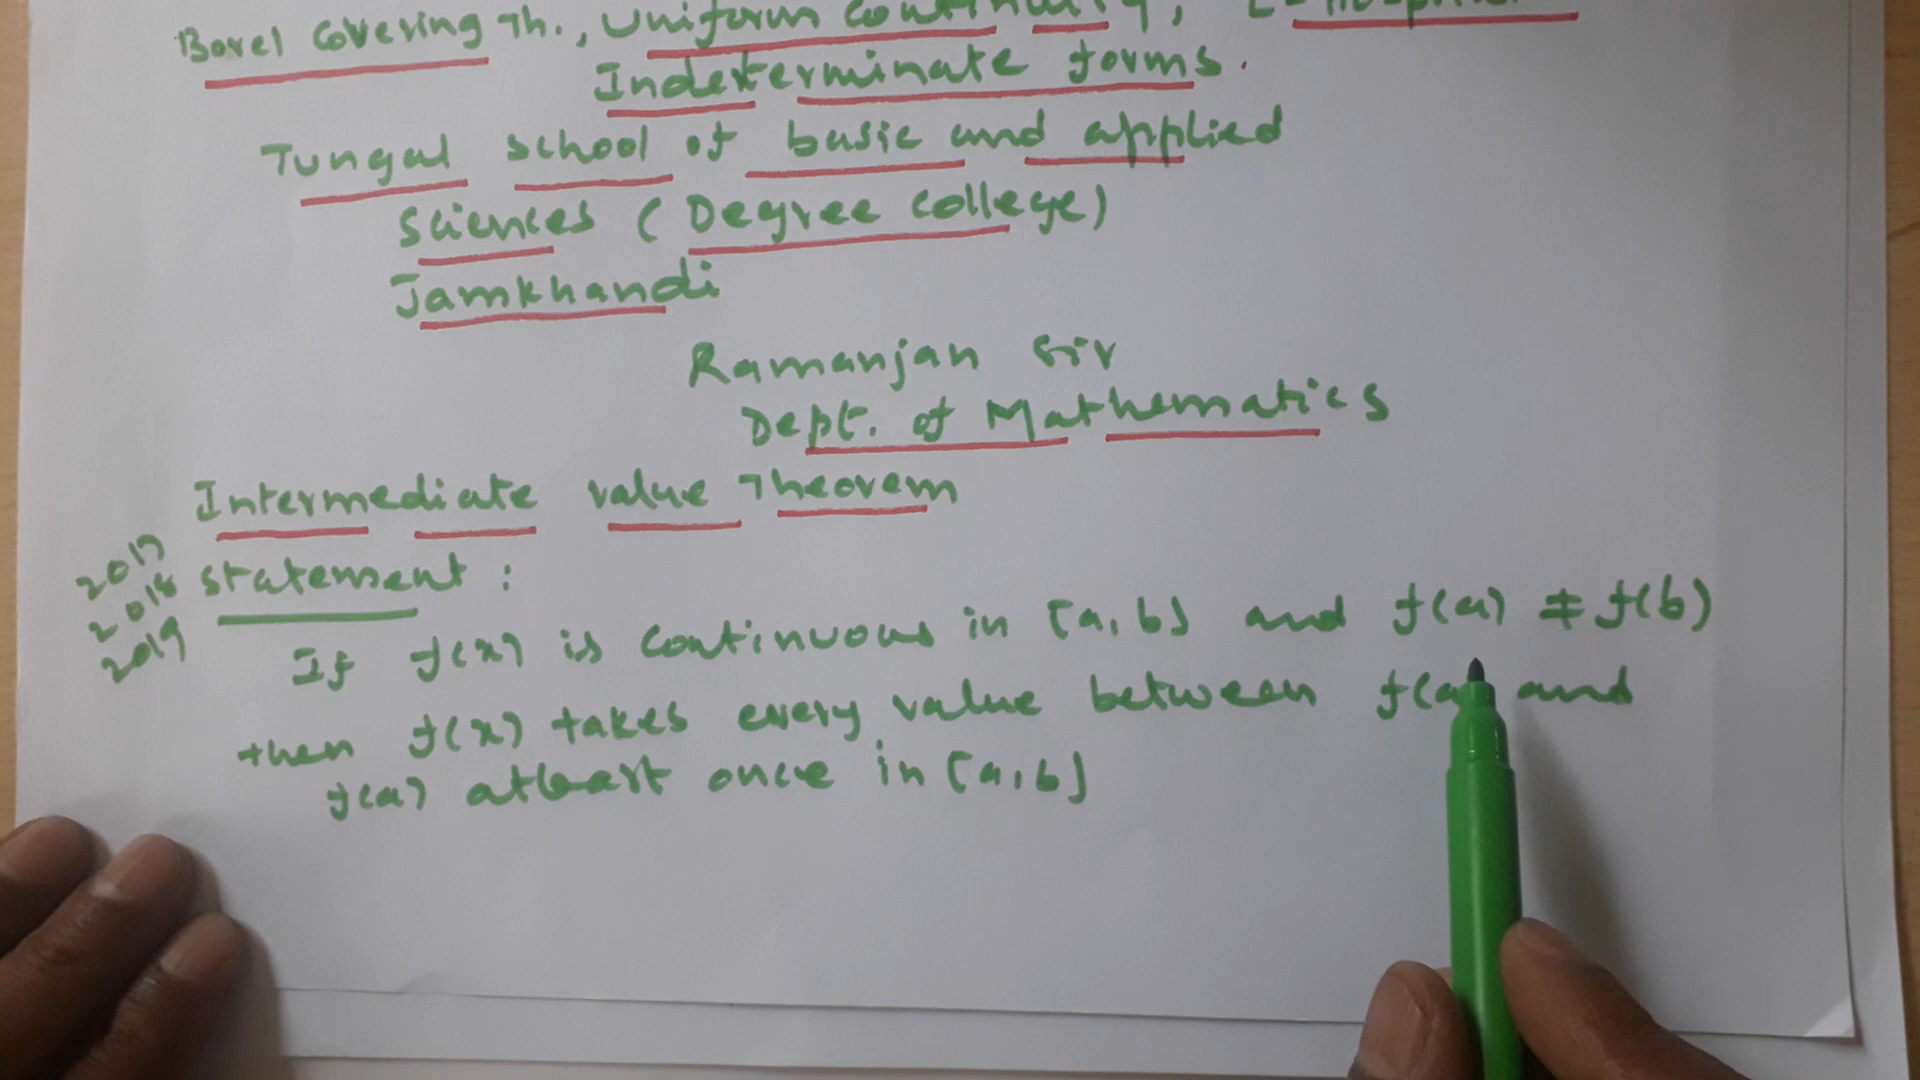 Borel Covering Th., Uniform Continuity,
Indeterminate forms.
Tungal school of basic and applied
Sciences (Degree College)
Jamkhandi
Ramanjan Sir
Dept. of Mathematics
Intermediate value Theorem
2017
2018
2019
Statement :
If f(x) is continuous in [a, b] and f(a) ≠ f(b)
then f(x) takes every value between f(a) and
f(a) atleast once in [a, b]